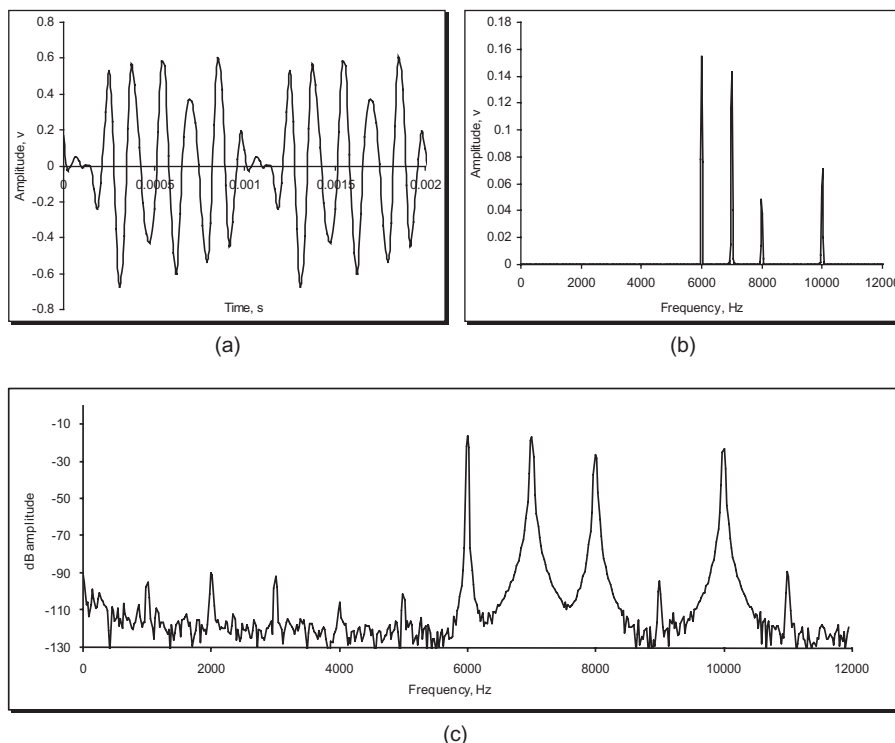 0.8
0.6
0.4
0.2
0
-0.2
-0.4
-0.6
-0.8
Amplitude, v
0 0.0005 0.001 0.0015 0.002
Time, s
(a)
0.18
0.16
0.14
0.12
0.1
0.08
0.06
0.04
0.02
0
Amplitude, v
0 2000 4000 6000 8000 10000 12000
Frequency, Hz
(b)
-10
-30
-50
-70
-90
-110
-130
dB amplitude
0 2000 4000 6000 8000 10000 12000
Frequency, Hz
(c)